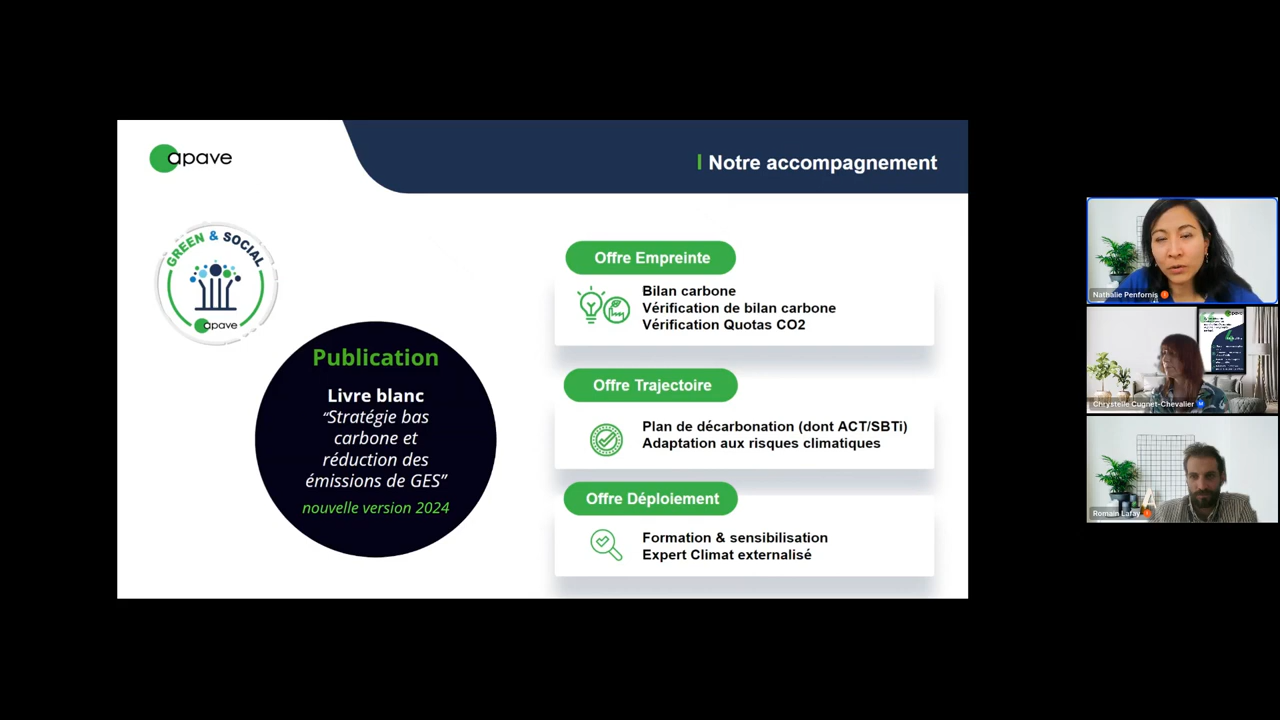 apave
Notre accompagnement
GREEN & SOCIAL
apave
Publication
Livre blanc
“Stratégie bas
carbone et
réduction des
émissions de GES”
nouvelle version 2024
Offre Empreinte
Bilan carbone
Vérification de bilan carbone
Vérification Quotas CO2
Offre Trajectoire
Plan de décarbonation (dont ACT/SBTi)
Adaptation aux risques climatiques
Offre Déploiement
Formation & sensibilisation
Expert Climat externalisé
Nathalie Penfornis
Chrystelle Cugnet-Chevalier
Romain Lafay